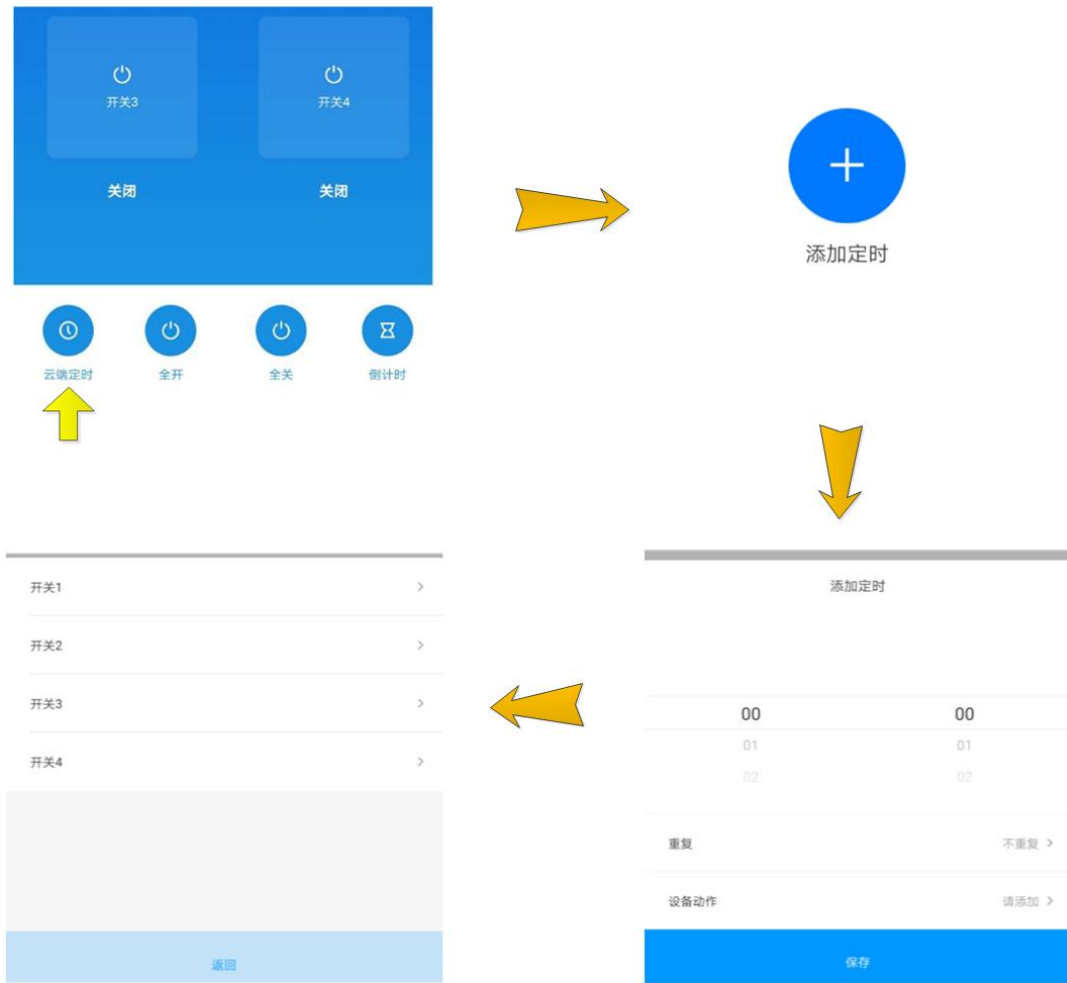 开关3
开关4
关闭
关闭
云端定时
全开
全关
倒计时
添加定时
添加定时
00 00
01 01
02 02
重复 不重复
设备动作 请添加
保存
开关1
开关2
开关3
开关4
返回